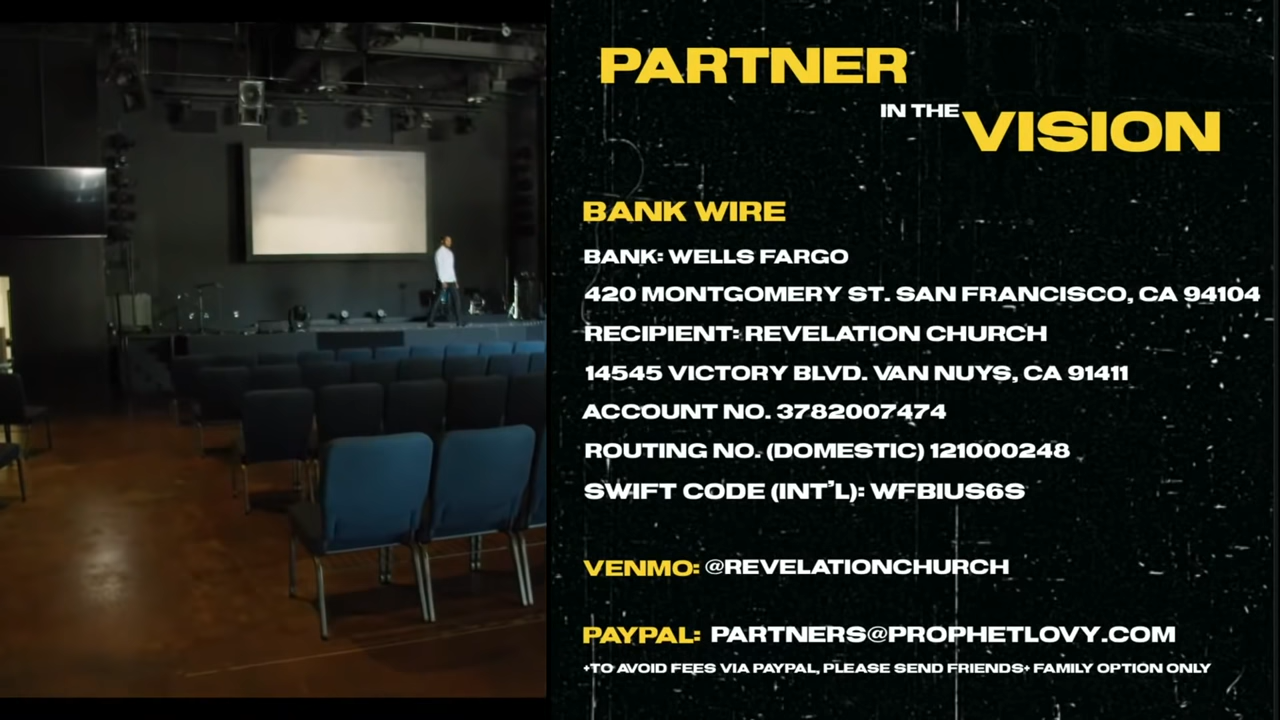 PARTNER
IN THE VISION
BANK WIRE
BANK: WELLS FARGO
420 MONTGOMERY ST. SAN FRANCISCO, CA 94104
RECIPIENT: REVELATION CHURCH
14545 VICTORY BLVD. VAN NUYS, CA 91411
ACCOUNT NO. 3782007474
ROUTING NO. (DOMESTIC) 121000248
SWIFT CODE (INT'L): WFBIUS6S
VENMO: @REVELATIONCHURCH
PAYPAL: PARTNERS@PROPHETLOVY.COM
+TO AVOID FEES VIA PAYPAL, PLEASE SEND FRIENDS+ FAMILY OPTION ONLY